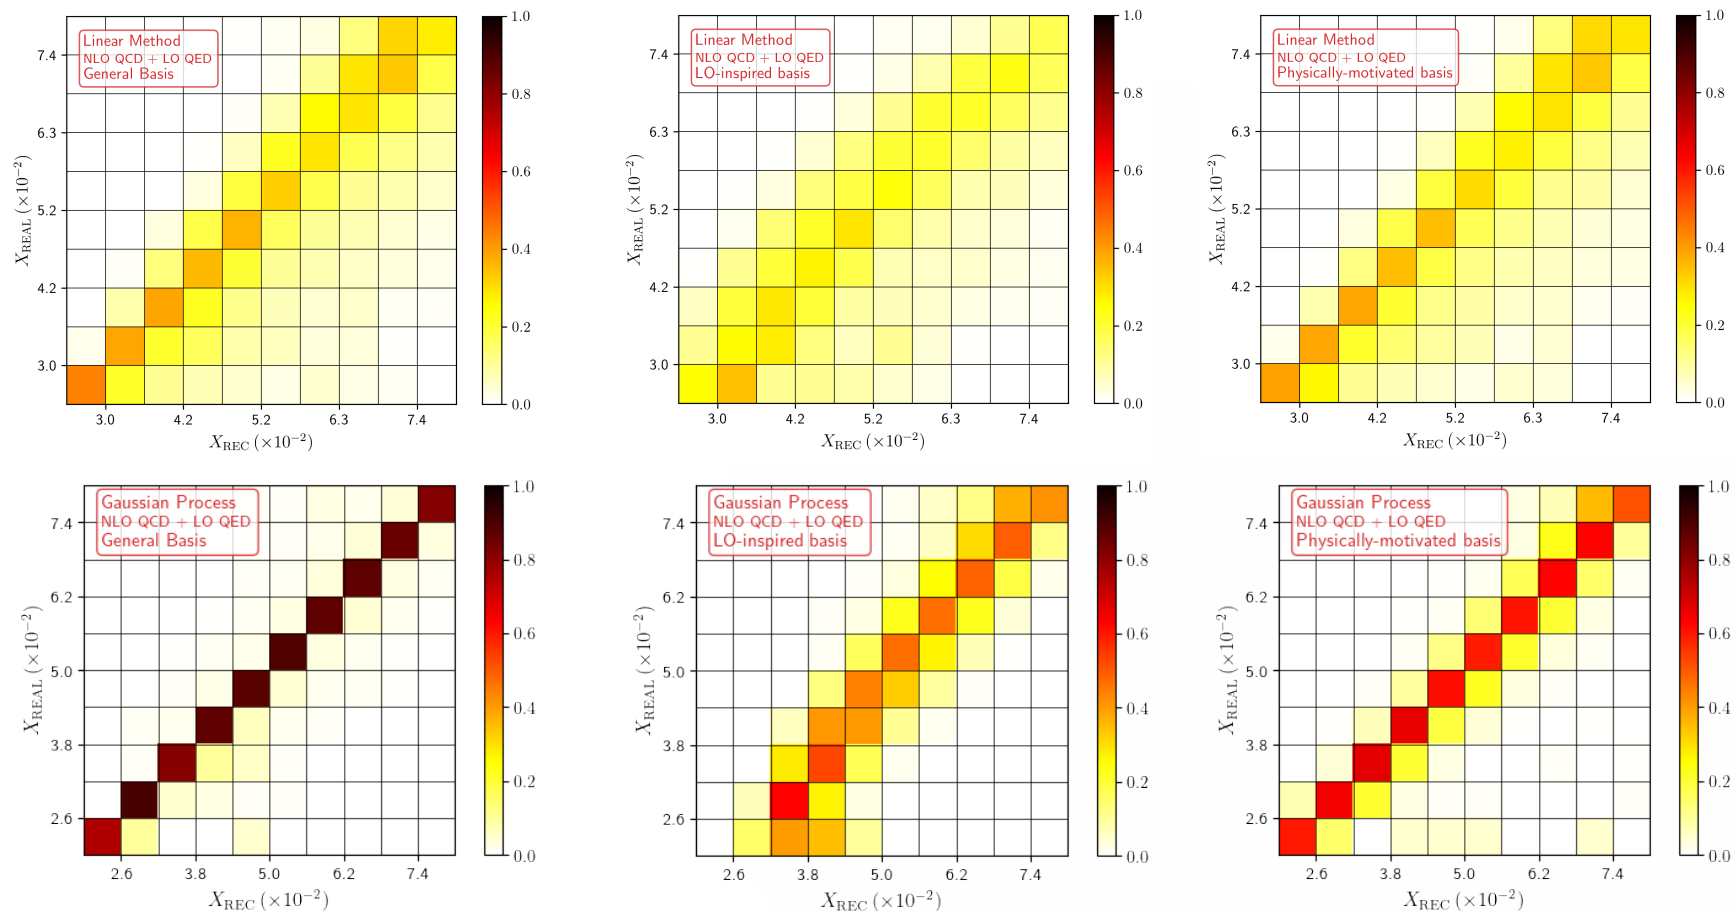 Linear Method
NLO QCD + LO QED
General Basis
7.4
6.3
5.2
4.2
3.0
3.0 4.2 5.2 6.3 7.4
X_REAL (×10⁻²)
X_REC (×10⁻²)
1.0
0.8
0.6
0.4
0.2
0.0
Linear Method
NLO QCD + LO QED
LO-inspired basis
7.4
6.3
5.2
4.2
3.0
3.0 4.2 5.2 6.3 7.4
X_REAL (×10⁻²)
X_REC (×10⁻²)
1.0
0.8
0.6
0.4
0.2
0.0
Linear Method
NLO QCD + LO QED
Physically-motivated basis
7.4
6.3
5.2
4.2
3.0
3.0 4.2 5.2 6.3 7.4
X_REAL (×10⁻²)
X_REC (×10⁻²)
1.0
0.8
0.6
0.4
0.2
0.0
Gaussian Process
NLO QCD + LO QED
General Basis
7.4
6.2
5.0
3.8
2.6
2.6 3.8 5.0 6.2 7.4
X_REAL (×10⁻²)
X_REC (×10⁻²)
1.0
0.8
0.6
0.4
0.2
0.0
Gaussian Process
NLO QCD + LO QED
LO-inspired basis
7.4
6.2
5.0
3.8
2.6
2.6 3.8 5.0 6.2 7.4
X_REAL (×10⁻²)
X_REC (×10⁻²)
1.0
0.8
0.6
0.4
0.2
0.0
Gaussian Process
NLO QCD + LO QED
Physically-motivated basis
7.4
6.2
5.0
3.8
2.6
2.6 3.8 5.0 6.2 7.4
X_REAL (×10⁻²)
X_REC (×10⁻²)
1.0
0.8
0.6
0.4
0.2
0.0